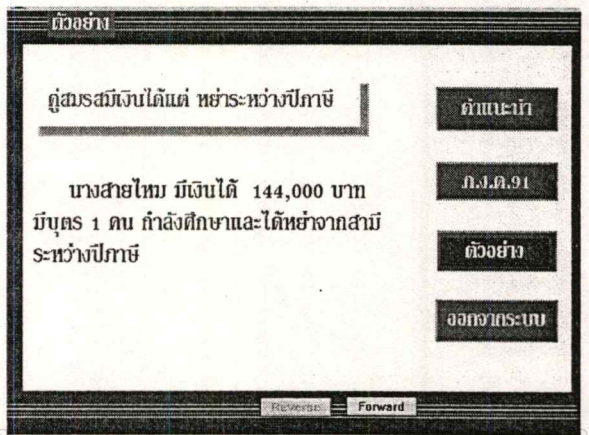 ตัวอย่าง
คู่สมรสมีเงินได้แต่ หย่าระหว่างปีภาษี
นางสายไหม มีเงินได้ 144,000 บาท
มีบุตร 1 คน กำลังศึกษาและได้หย่าจากสามี
ระหว่างปีภาษี
คำแนะนำ
ภ.ง.ด.91
ตัวอย่าง
ออกจากระบบ
Reverse
Forward